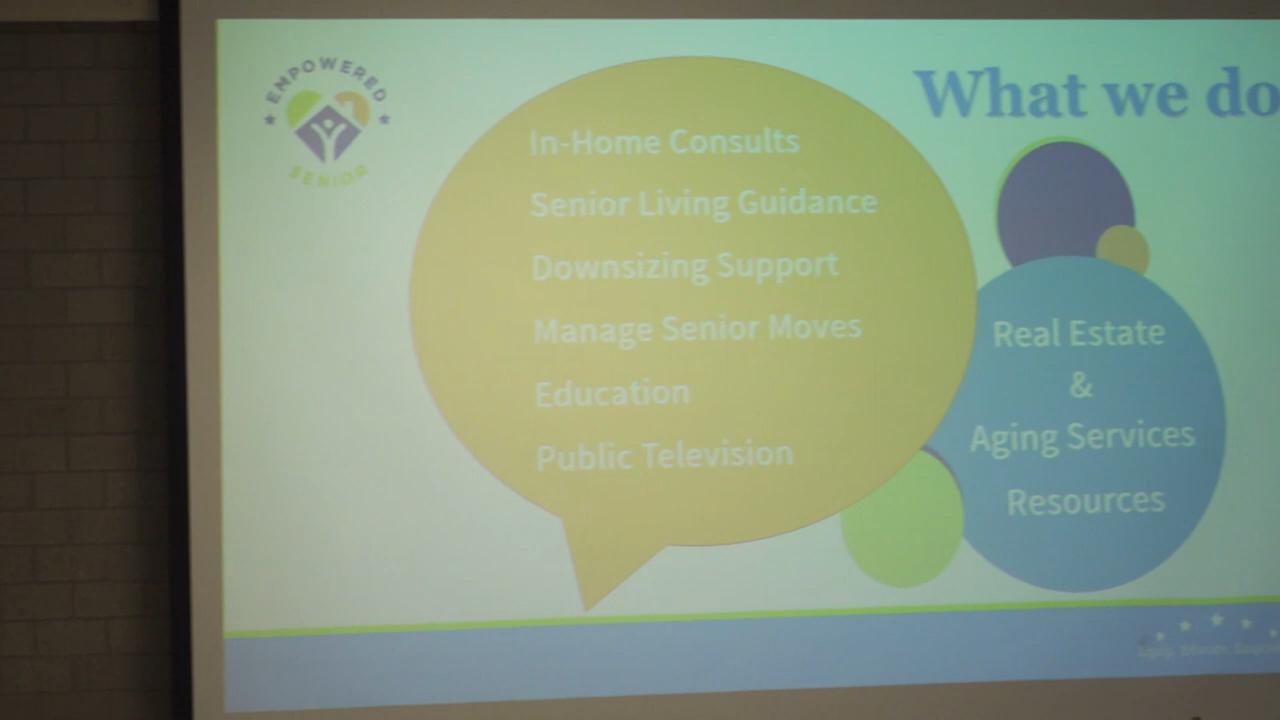 EMPOWERED
SENIOR
What we do
In-Home Consults
Senior Living Guidance
Downsizing Support
Manage Senior Moves
Education
Public Television
Real Estate
&
Aging Services
Resources